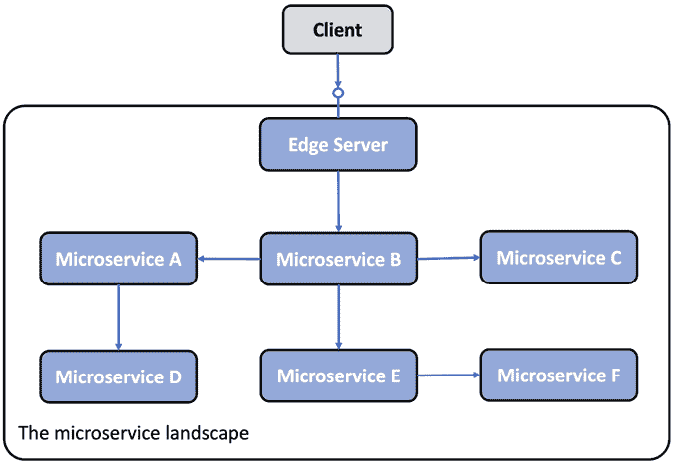 Client
Edge Server
Microservice A
Microservice B
Microservice C
Microservice D
Microservice E
Microservice F
The microservice landscape